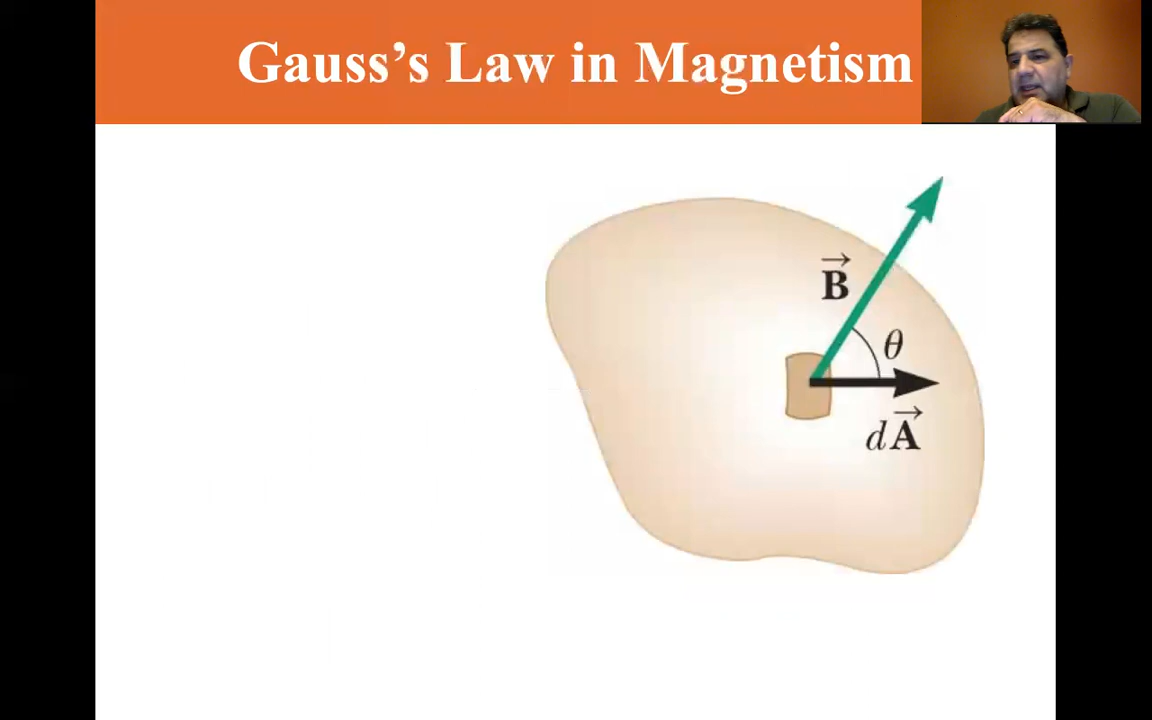 Gauss's Law in Magnetism
B⃗
θ
dA⃗